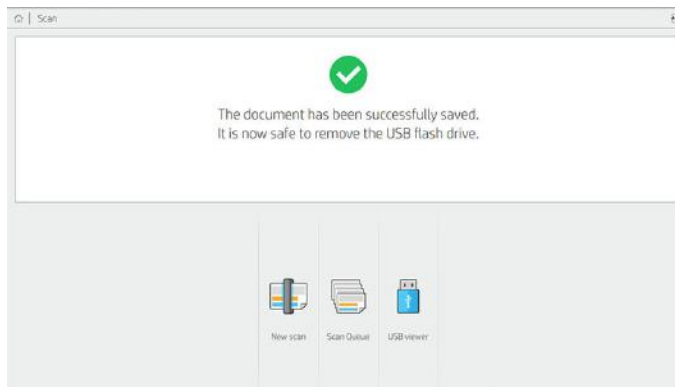 Scan
The document has been successfully saved.
It is now safe to remove the USB flash drive.
New scan
Scan Queue
USB viewer